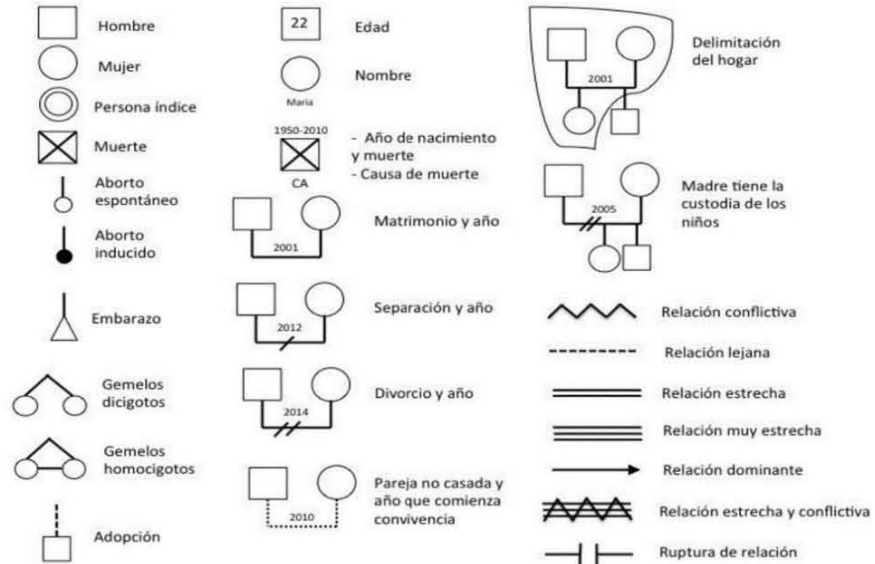 Hombre
Mujer
Persona índice
Muerte
Aborto
espontáneo
Aborto
inducido
Embarazo
Gemelos
dicigotos
Gemelos
homocigotos
Adopción
22
Edad
Nombre
Maria
1950-2010
CA
- Año de nacimiento
y muerte
- Causa de muerte
2001
Matrimonio y año
2012
Separación y año
2014
Divorcio y año
2010
Pareja no casada y
año que comienza
convivencia
2001
Delimitación
del hogar
2005
Madre tiene la
custodia de los
niños
Relación conflictiva
Relación lejana
Relación estrecha
Relación muy estrecha
Relación dominante
Relación estrecha y conflictiva
Ruptura de relación